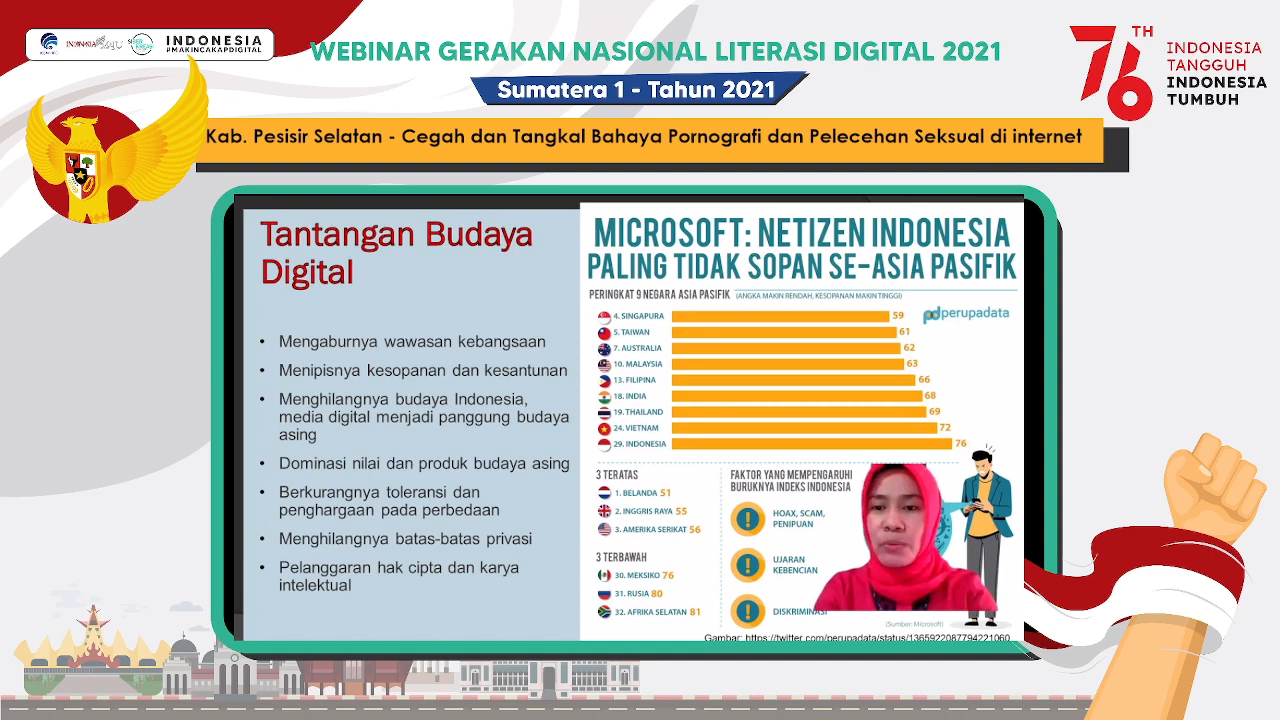 INDONESIA
#MAKINCAKAPDIGITAL
WEBINAR GERAKAN NASIONAL LITERASI DIGITAL 2021
Sumatera 1 - Tahun 2021
76TH
INDONESIA
TANGGUH
INDONESIA
TUMBUH
Kab. Pesisir Selatan - Cegah dan Tangkal Bahaya Pornografi dan Pelecehan Seksual di internet
Tantangan Budaya
Digital
• Mengaburnya wawasan kebangsaan
• Menipisnya kesopanan dan kesantunan
• Menghilangnya budaya Indonesia,
media digital menjadi panggung budaya
asing
• Dominasi nilai dan produk budaya asing
• Berkurangnya toleransi dan
penghargaan pada perbedaan
• Menghilangnya batas-batas privasi
• Pelanggaran hak cipta dan karya
intelektual
MICROSOFT: NETIZEN INDONESIA
PALING TIDAK SOPAN SE-ASIA PASIFIK
PERINGKAT 9 NEGARA ASIA PASIFIK (ANGKA MAKIN RENDAH, KESOPANAN MAKIN TINGGI)
perupadata
4. SINGAPURA 59
5. TAIWAN 61
7. AUSTRALIA 62
10. MALAYSIA 63
13. FILIPINA 66
18. INDIA 68
19. THAILAND 69
24. VIETNAM 72
29. INDONESIA 76
3 TERATAS
1. BELANDA 51
2. INGGRIS RAYA 55
3. AMERIKA SERIKAT 56
3 TERBAWAH
30. MEKSIKO 76
31. RUSIA 80
32. AFRIKA SELATAN 81
FAKTOR YANG MEMPENGARUHI
BURUKNYA INDEKS INDONESIA
HOAX, SCAM,
PENIPUAN
UJARAN
KEBENCIAN
DISKRIMINASI
(Sumber: Microsoft)
Gambar: https://twitter.com/perupadata/status/1365922087794221060